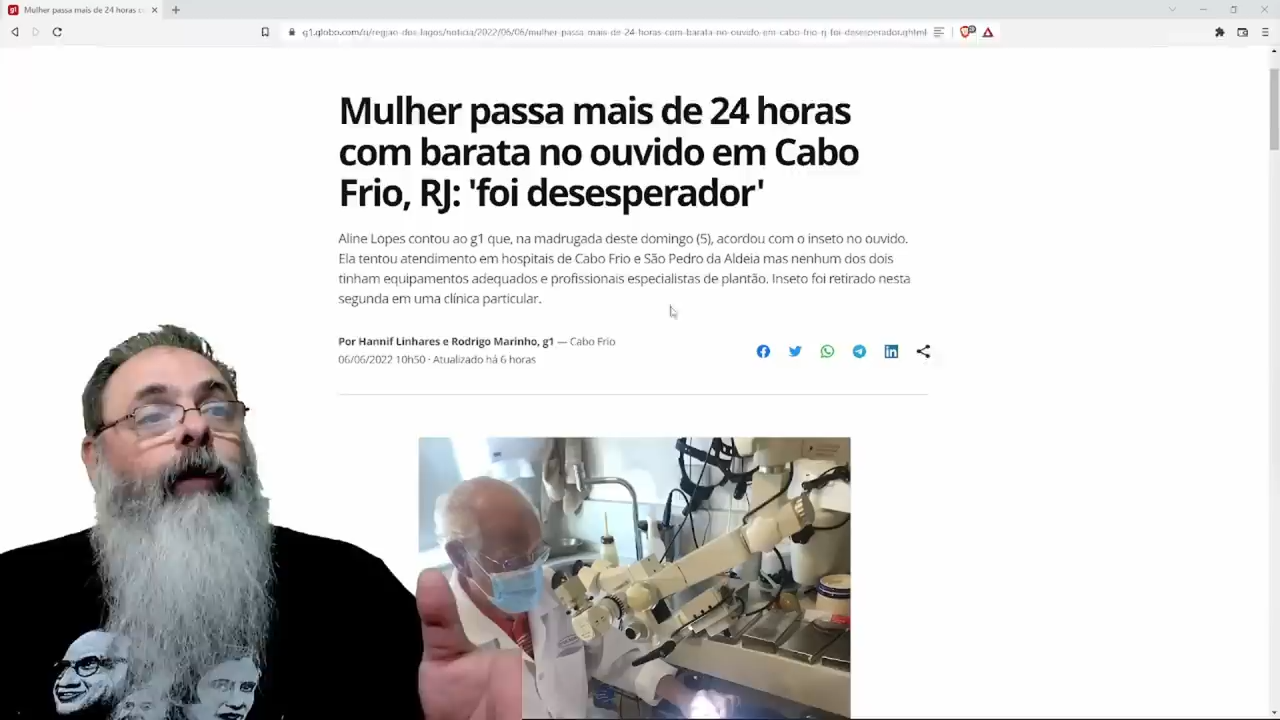 Mulher passa mais de 24 horas c
g1.globo.com/rj/regiao-dos-lagos/noticia/2022/06/06/mulher-passa-mais-de-24-horas-com-barata-no-ouvido-em-cabo-frio-rj-foi-desesperador.ghtml
Mulher passa mais de 24 horas
com barata no ouvido em Cabo
Frio, RJ: 'foi desesperador'
Aline Lopes contou ao g1 que, na madrugada deste domingo (5), acordou com o inseto no ouvido.
Ela tentou atendimento em hospitais de Cabo Frio e São Pedro da Aldeia mas nenhum dos dois
tinham equipamentos adequados e profissionais especialistas de plantão. Inseto foi retirado nesta
segunda em uma clínica particular.
Por Hannif Linhares e Rodrigo Marinho, g1 — Cabo Frio
06/06/2022 10h50 · Atualizado há 6 horas